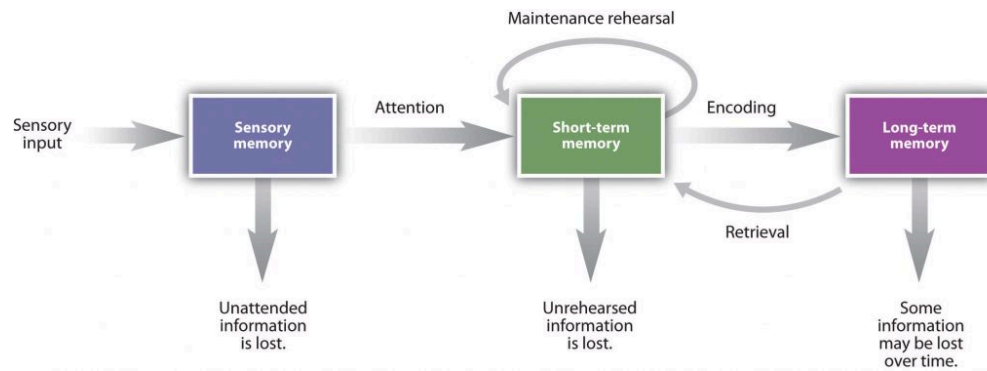 Maintenance rehearsal
Sensory
input
Sensory
memory
Attention
Short-term
memory
Encoding
Long-term
memory
Retrieval
Unattended
information
is lost.
Unrehearsed
information
is lost.
Some
information
may be lost
over time.